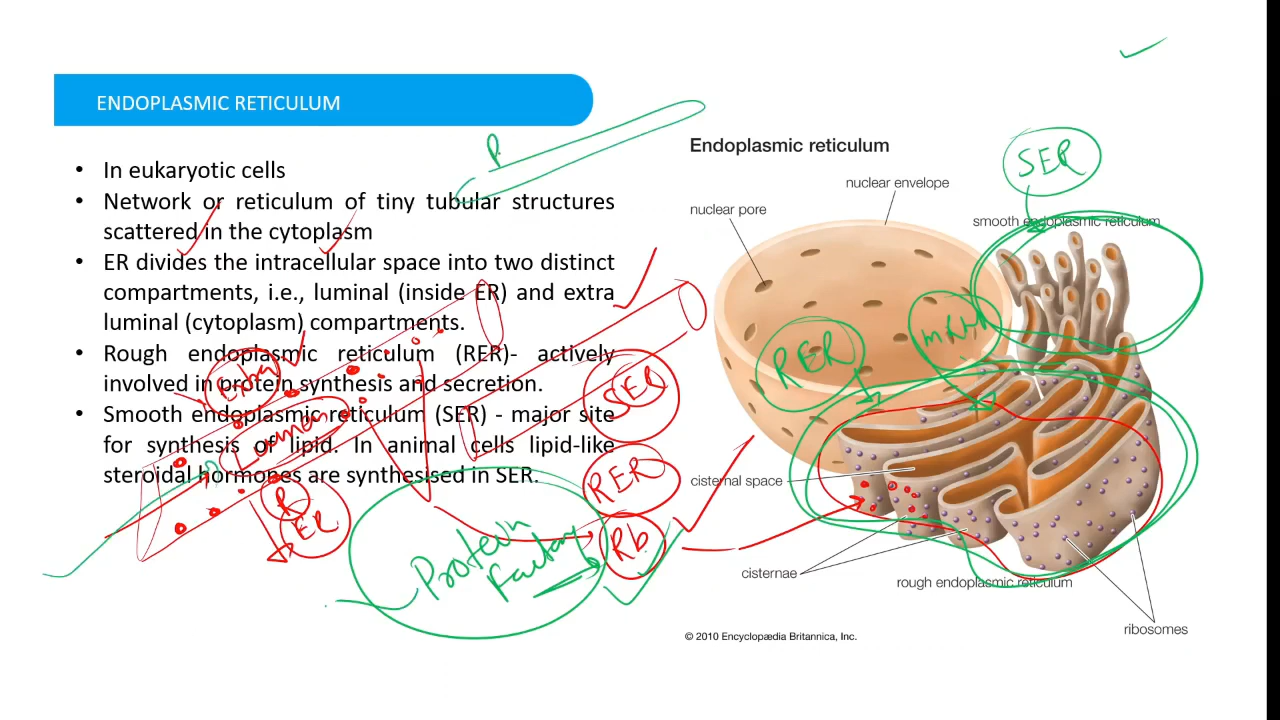 ENDOPLASMIC RETICULUM
• In eukaryotic cells
• Network or reticulum of tiny tubular structures
scattered in the cytoplasm
• ER divides the intracellular space into two distinct
compartments, i.e., luminal (inside ER) and extra
luminal (cytoplasm) compartments.
• Rough endoplasmic reticulum (RER)- actively
involved in protein synthesis and secretion.
• Smooth endoplasmic reticulum (SER) - major site
for synthesis of lipid. In animal cells lipid-like
steroidal hormones are synthesised in SER.
Extra
Lumen
R
ER
SER
RER
Rb
Protein
Factory
Endoplasmic reticulum
SER
nuclear envelope
nuclear pore
smooth endoplasmic reticulum
RER
cisternal space
cisternae
rough endoplasmic reticulum
ribosomes
© 2010 Encyclopædia Britannica, Inc.